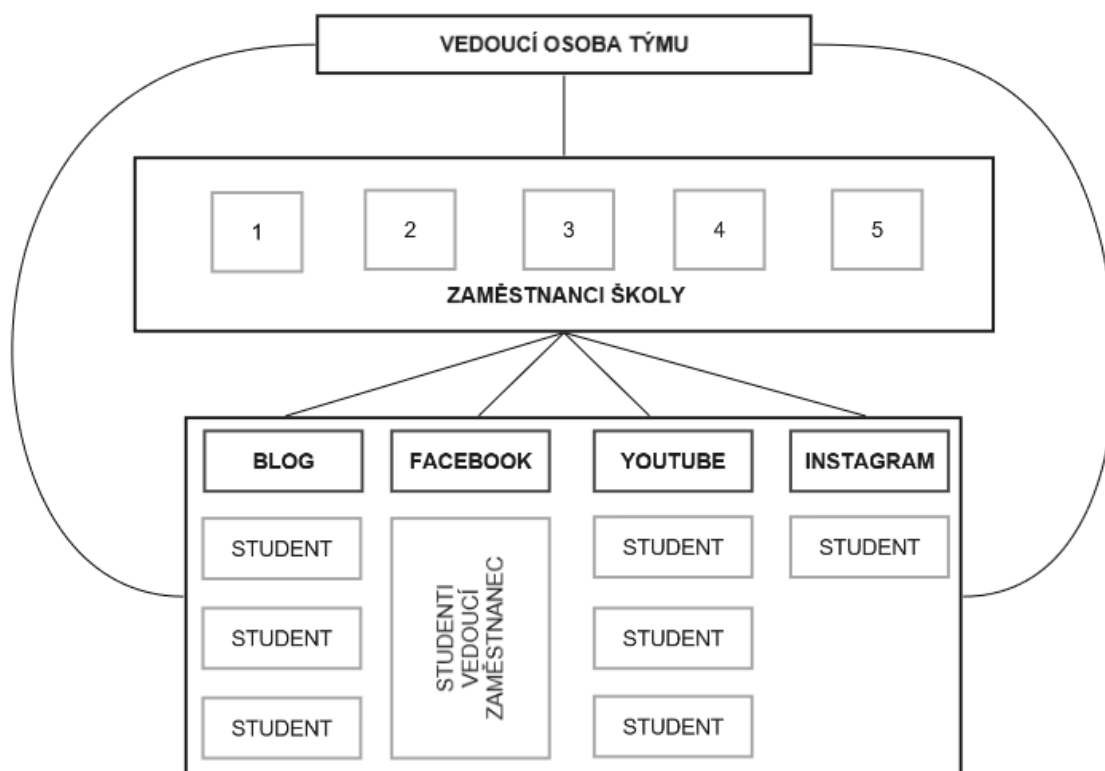 VEDOUCÍ OSOBA TÝMU
1 2 3 4 5
ZAMĚSTNANCI ŠKOLY
BLOG FACEBOOK YOUTUBE INSTAGRAM
STUDENT STUDENT STUDENT
STUDENTI
VEDOUCÍ
ZAMĚSTNANEC
STUDENT STUDENT
STUDENT STUDENT